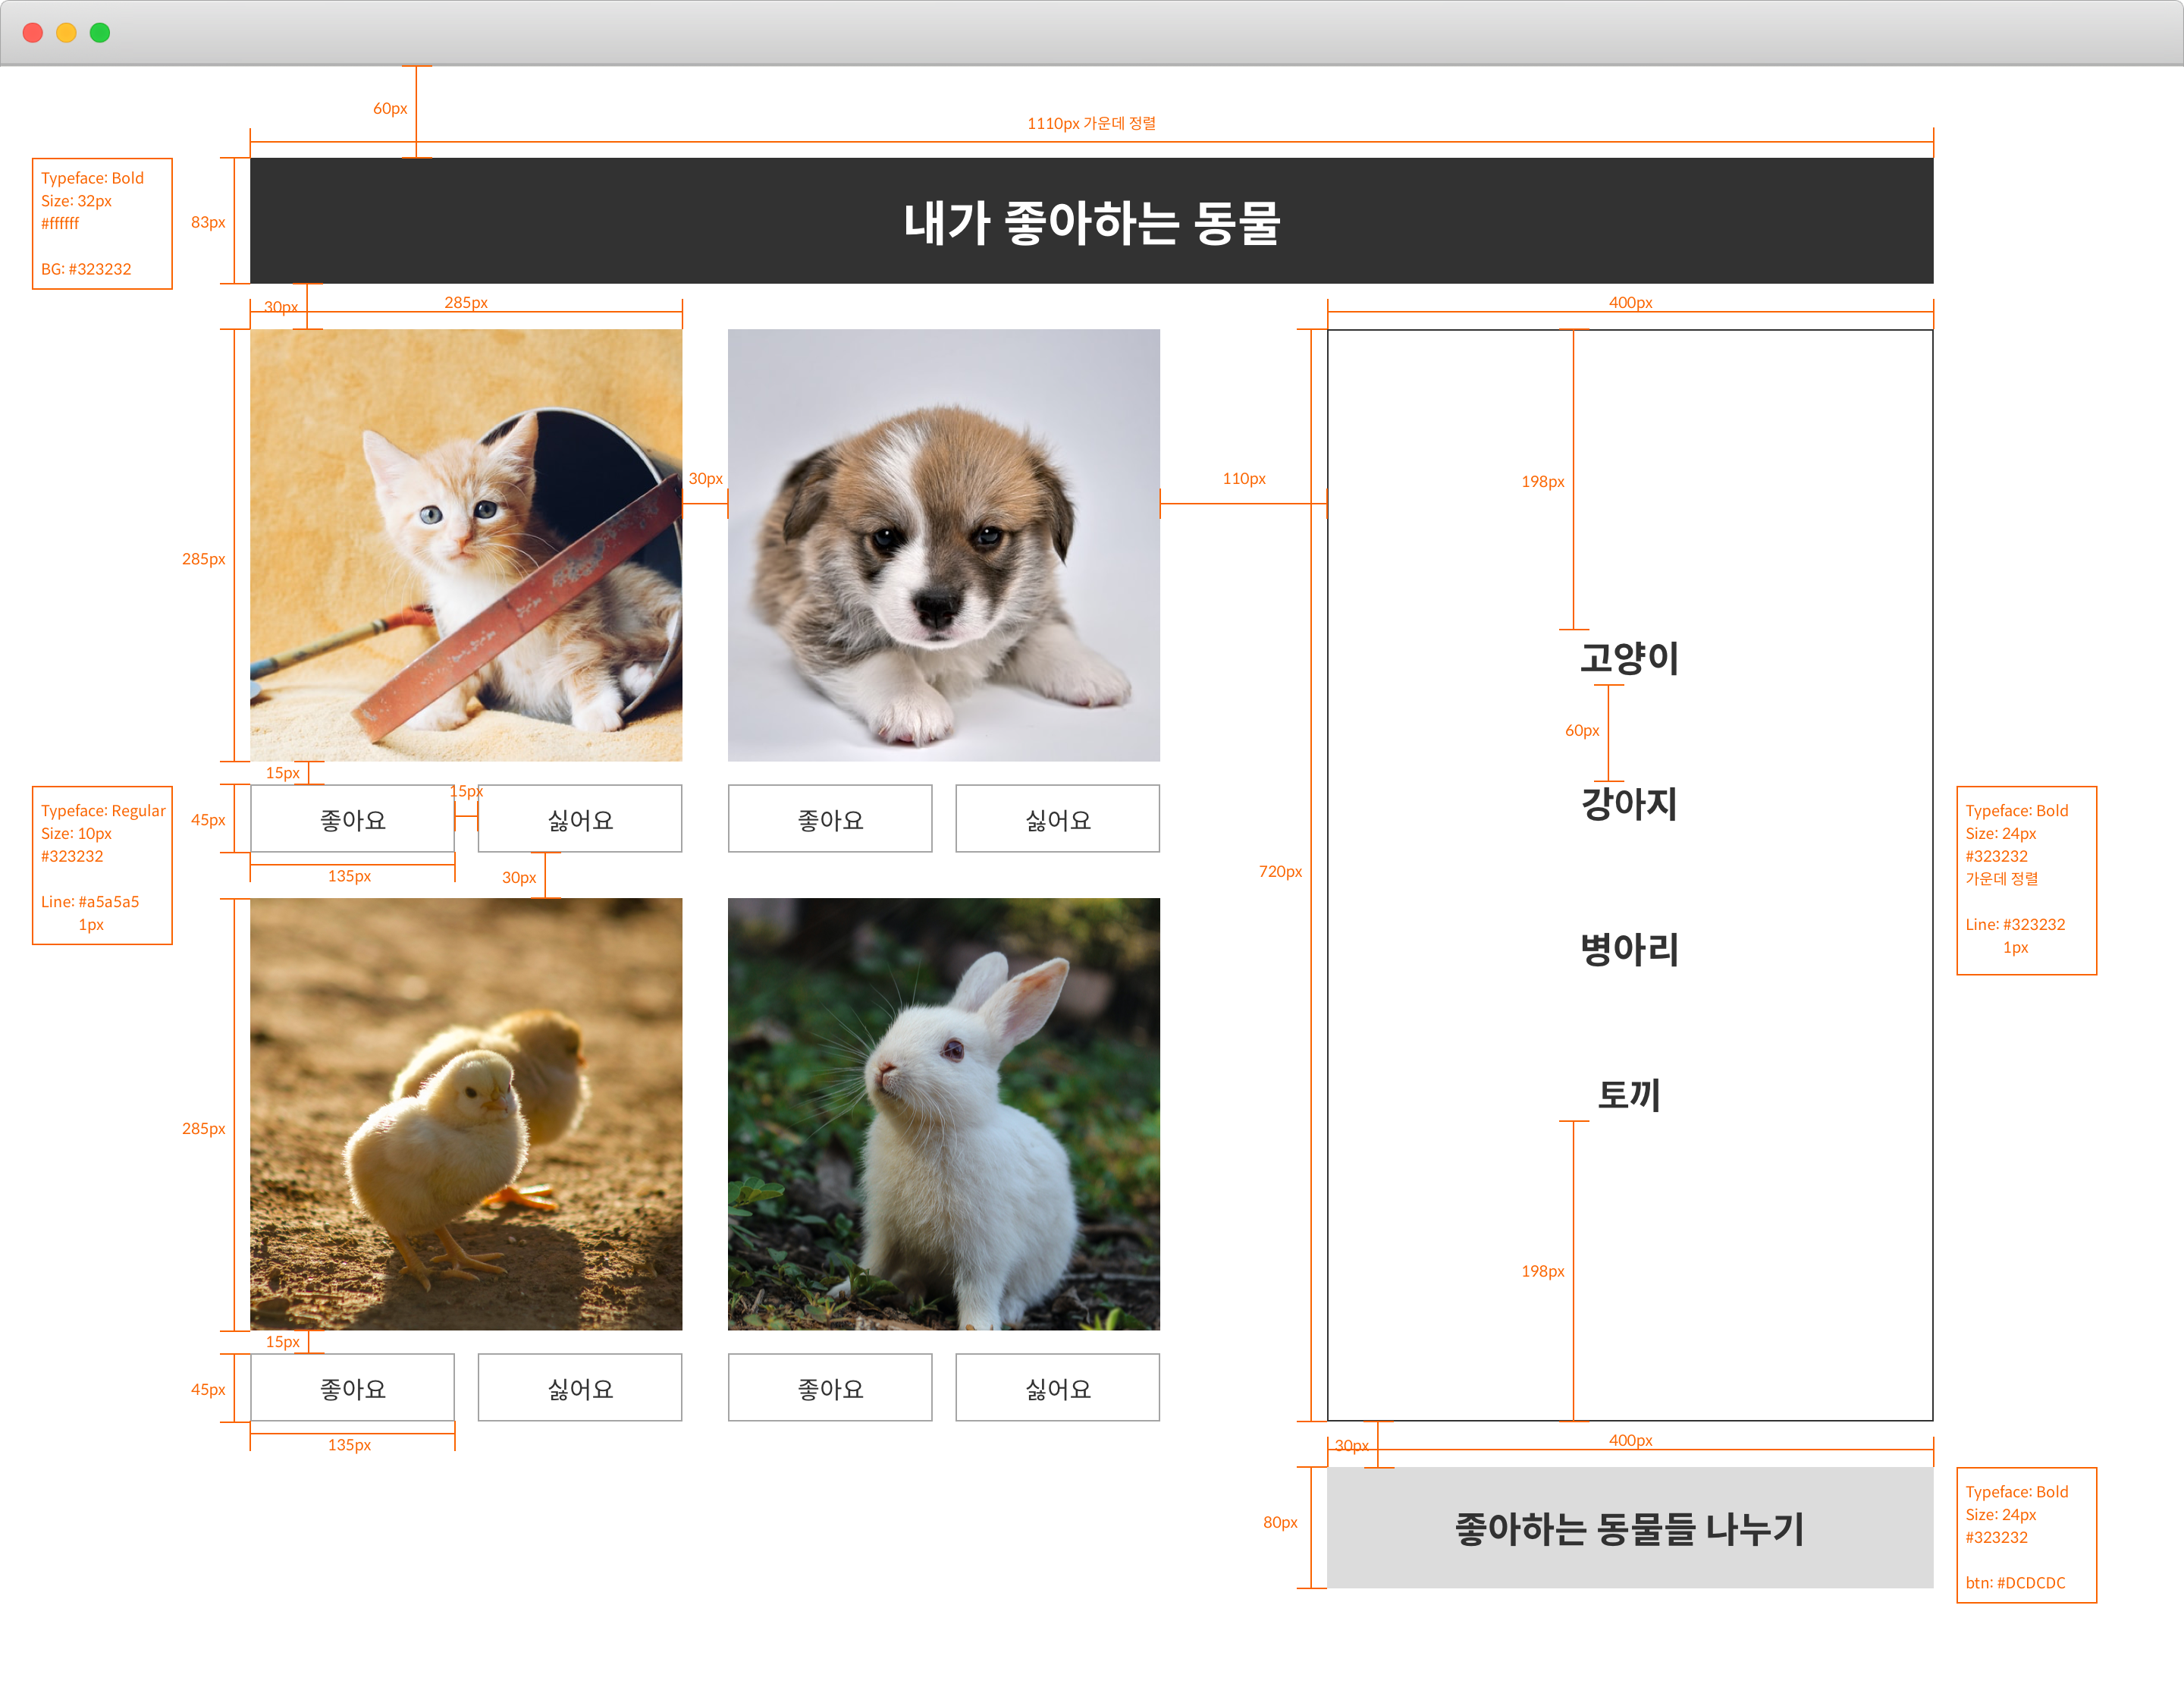 60px
1110px 가운데 정렬
Typeface: Bold
Size: 32px
#ffffff
BG: #323232
83px
내가 좋아하는 동물
30px
285px
400px
285px
30px
110px
198px
고양이
60px
강아지
병아리
토끼
198px
720px
15px
Typeface: Regular
Size: 10px
#323232
Line: #a5a5a5
1px
45px
좋아요
15px
싫어요
좋아요
싫어요
135px
30px
Typeface: Bold
Size: 24px
#323232
가운데 정렬
Line: #323232
1px
285px
15px
45px
좋아요
싫어요
좋아요
싫어요
135px
30px
400px
80px
좋아하는 동물들 나누기
Typeface: Bold
Size: 24px
#323232
btn: #DCDCDC